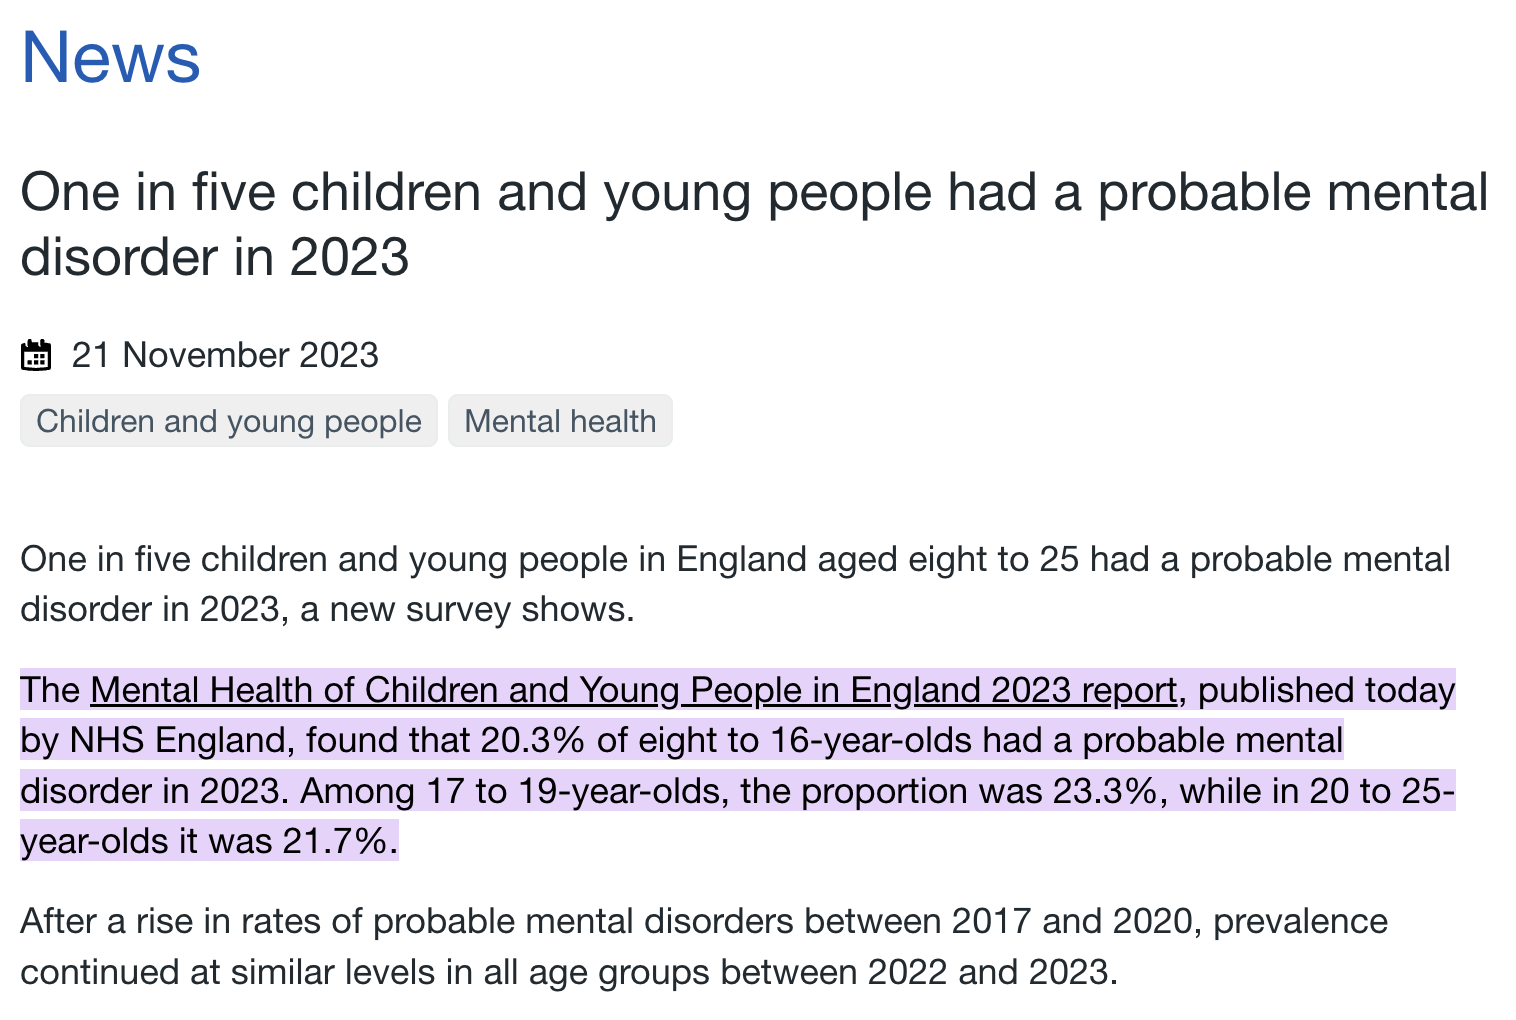 News
One in five children and young people had a probable mental
disorder in 2023
21 November 2023
Children and young people
Mental health
One in five children and young people in England aged eight to 25 had a probable mental
disorder in 2023, a new survey shows.
The Mental Health of Children and Young People in England 2023 report, published today
by NHS England, found that 20.3% of eight to 16-year-olds had a probable mental
disorder in 2023. Among 17 to 19-year-olds, the proportion was 23.3%, while in 20 to 25-
year-olds it was 21.7%.
After a rise in rates of probable mental disorders between 2017 and 2020, prevalence
continued at similar levels in all age groups between 2022 and 2023.